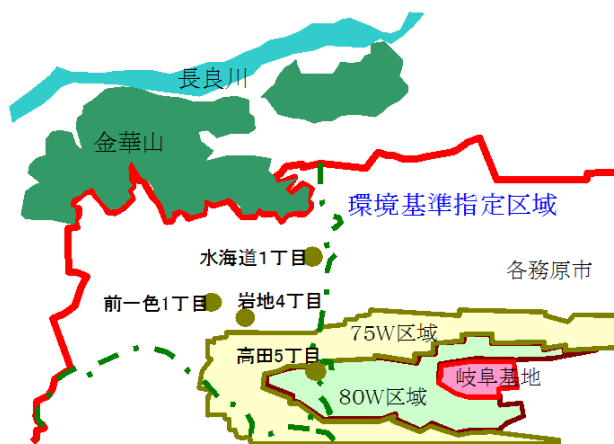 長良川
金華山
環境基準指定区域
水海道1丁目
各務原市
前一色1丁目
岩地4丁目
75W区域
高田5丁目
岐阜基地
80W区域